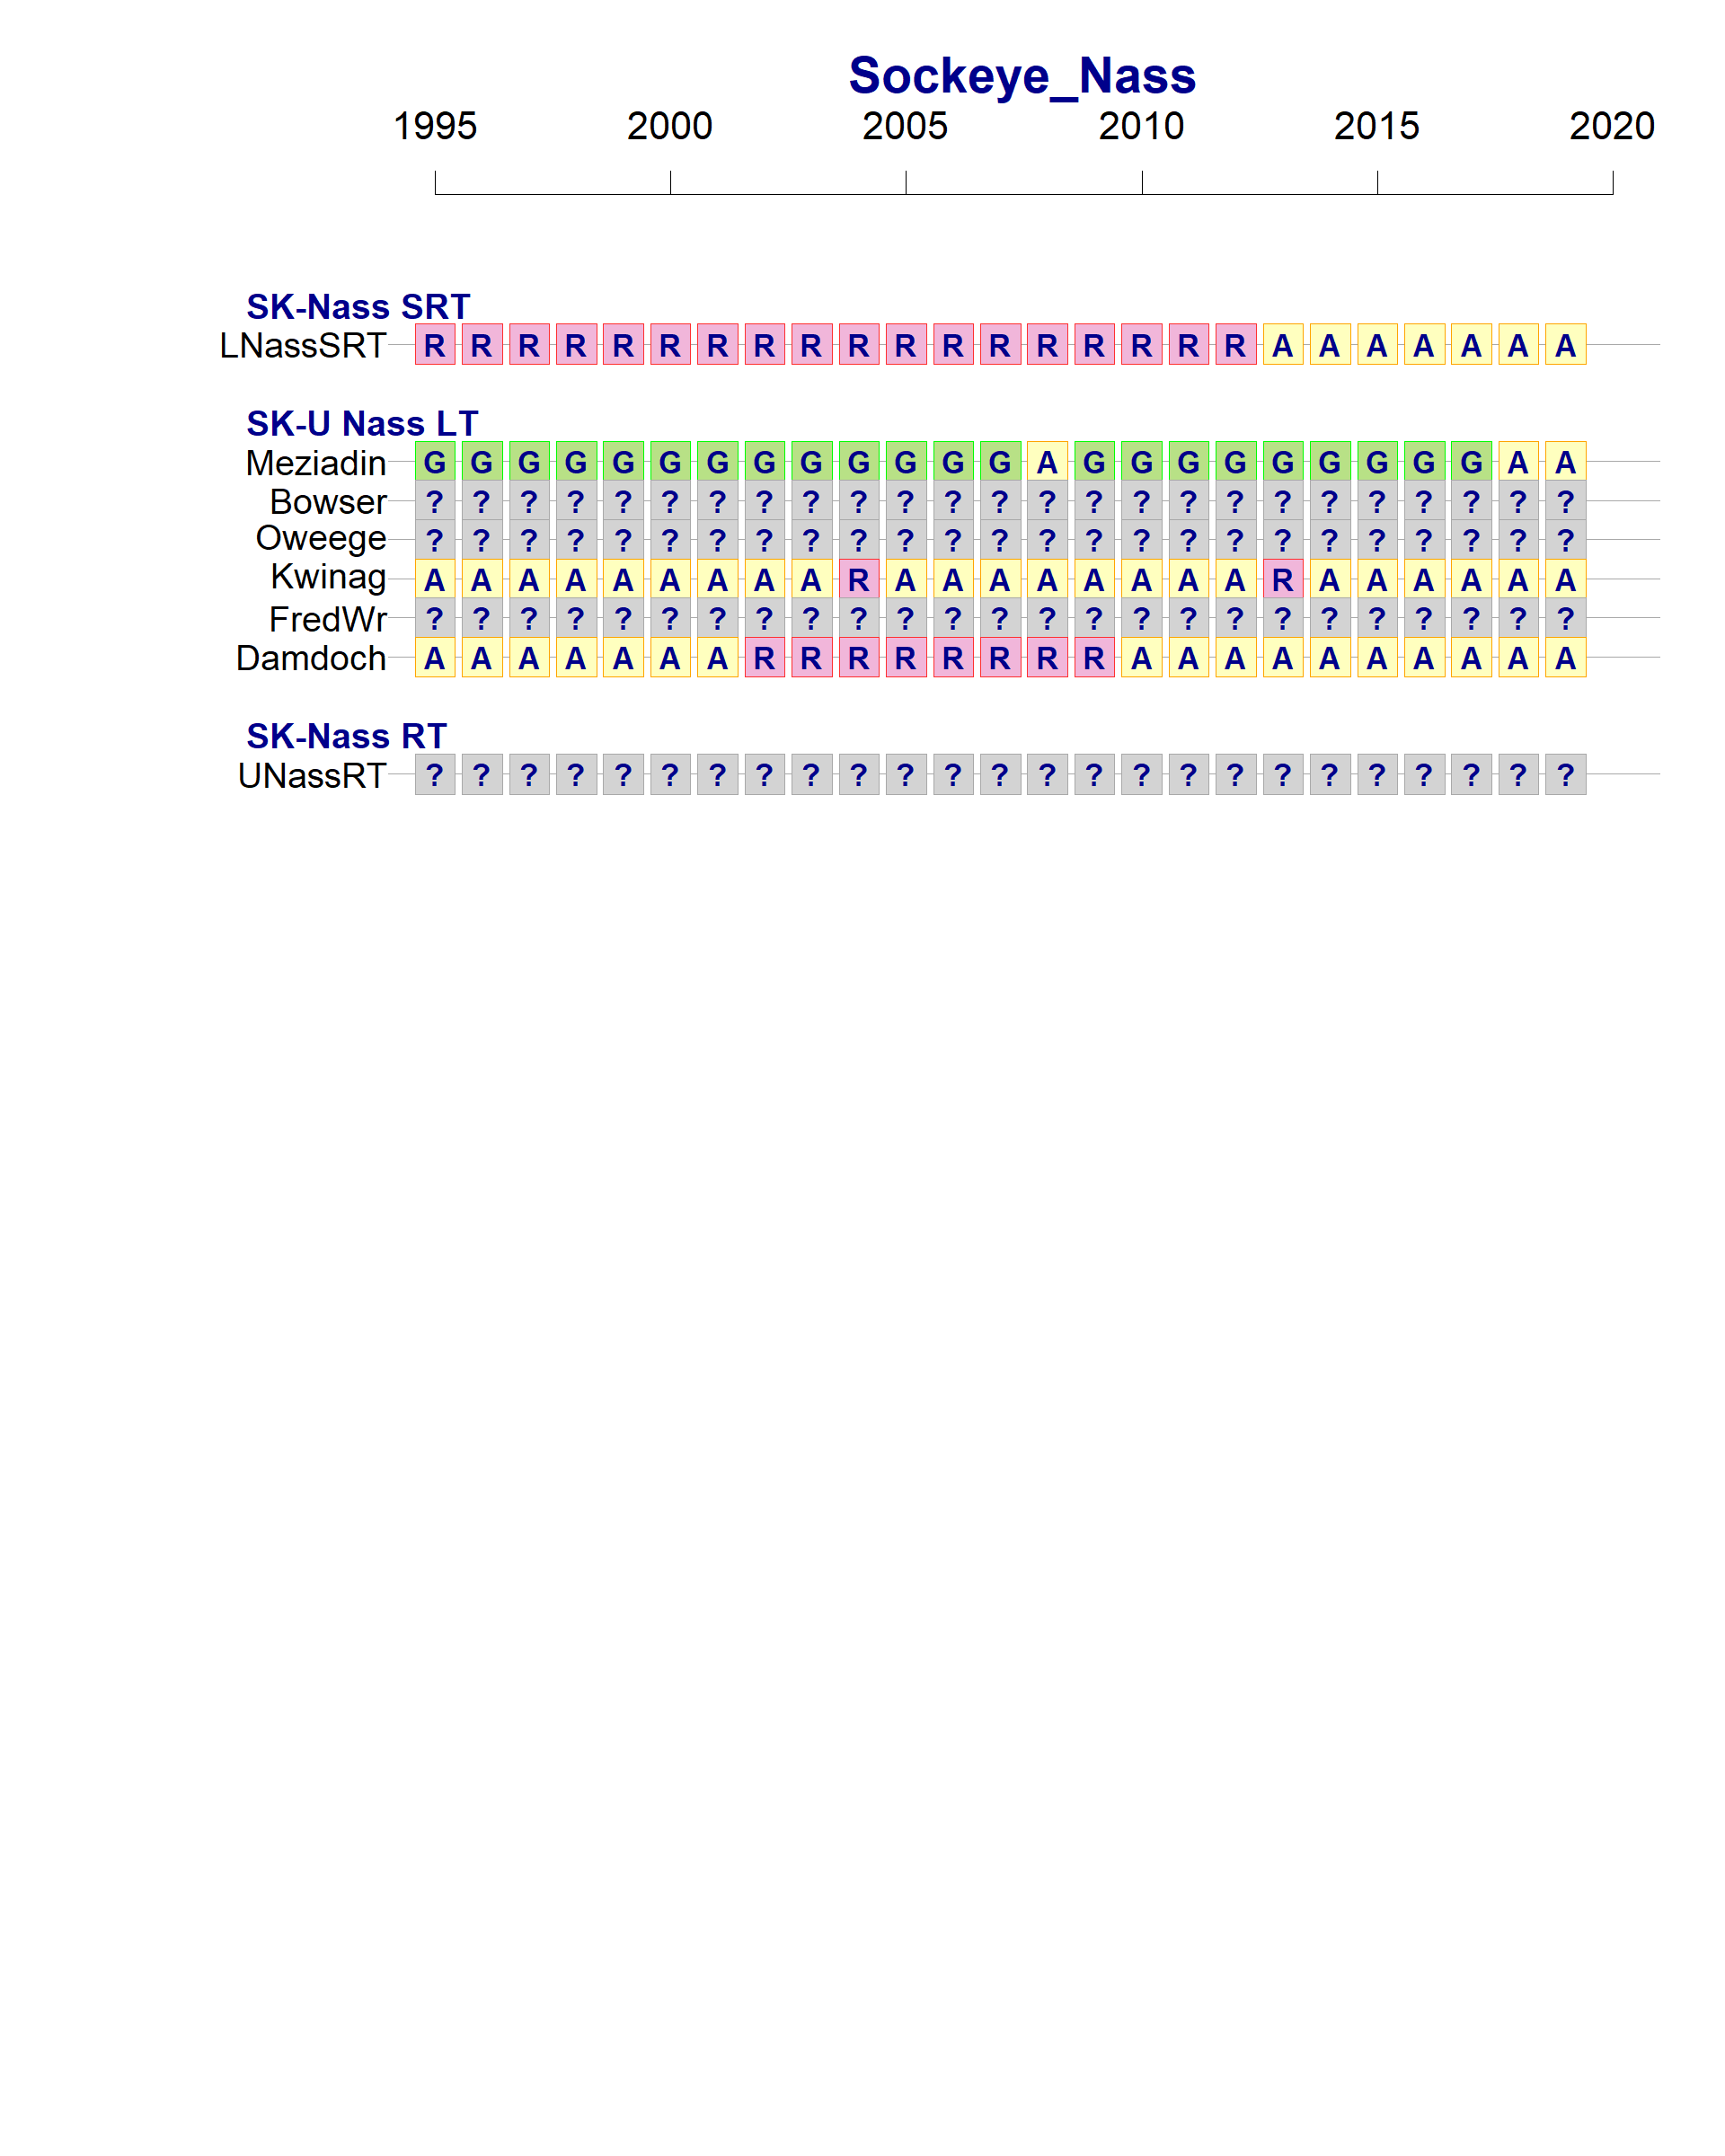 Sockeye_Nass
1995 2000 2005 2010 2015 2020
SK-Nass SRT
LNassSRT R R R R R R R R R R R R R R R R R R A A A A A A A
SK-U Nass LT
Meziadin G G G G G G G G G G G G G A G G G G G G G G G A A
Bowser ? ? ? ? ? ? ? ? ? ? ? ? ? ? ? ? ? ? ? ? ? ? ? ? ?
Oweege ? ? ? ? ? ? ? ? ? ? ? ? ? ? ? ? ? ? ? ? ? ? ? ? ?
Kwinag A A A A A A A A A R A A A A A A A A R A A A A A A
FredWr ? ? ? ? ? ? ? ? ? ? ? ? ? ? ? ? ? ? ? ? ? ? ? ? ?
Damdoch A A A A A A A R R R R R R R R A A A A A A A A A A
SK-Nass RT
UNassRT ? ? ? ? ? ? ? ? ? ? ? ? ? ? ? ? ? ? ? ? ? ? ? ? ?